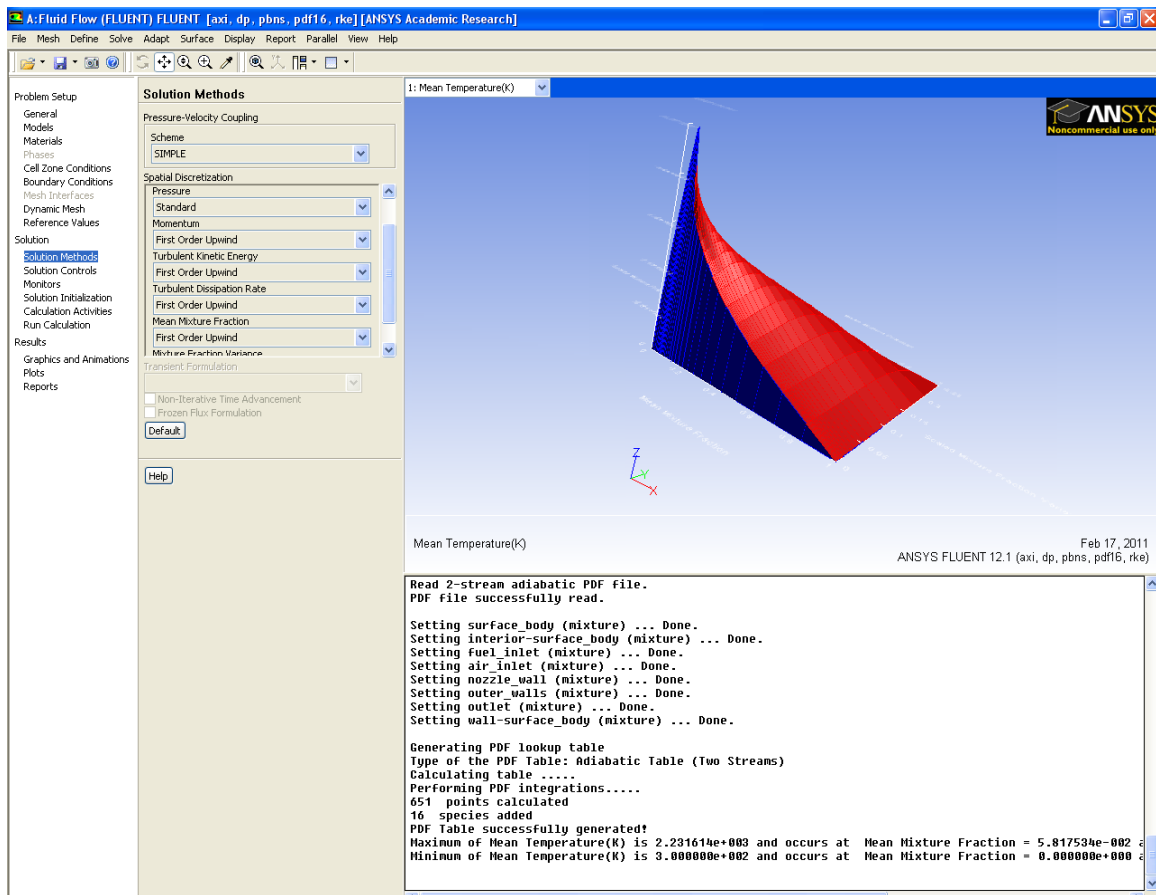 A:Fluid Flow (FLUENT) FLUENT [axi, dp, pbns, pdf16, rke] [ANSYS Academic Research]
File Mesh Define Solve Adapt Surface Display Report Parallel View Help
Problem Setup
General
Models
Materials
Phases
Cell Zone Conditions
Boundary Conditions
Mesh Interfaces
Dynamic Mesh
Reference Values
Solution
Solution Methods
Solution Controls
Monitors
Solution Initialization
Calculation Activities
Run Calculation
Results
Graphics and Animations
Plots
Reports
Solution Methods
Pressure-Velocity Coupling
Scheme
SIMPLE
Spatial Discretization
Pressure
Standard
Momentum
First Order Upwind
Turbulent Kinetic Energy
First Order Upwind
Turbulent Dissipation Rate
First Order Upwind
Mean Mixture Fraction
First Order Upwind
Mixture Fraction Variance
Transient Formulation
Non-Iterative Time Advancement
Frozen Flux Formulation
Default
Help
1: Mean Temperature(K)
ANSYS
Noncommercial use only
Mean Mixture Fraction
Z
Y
X
Mean Temperature(K)
Feb 17, 2011
ANSYS FLUENT 12.1 (axi, dp, pbns, pdf16, rke)
Read 2-stream adiabatic PDF file.
PDF file successfully read.
Setting surface_body (mixture) ... Done.
Setting interior-surface_body (mixture) ... Done.
Setting fuel_inlet (mixture) ... Done.
Setting air_inlet (mixture) ... Done.
Setting nozzle_wall (mixture) ... Done.
Setting outer_walls (mixture) ... Done.
Setting outlet (mixture) ... Done.
Setting wall-surface_body (mixture) ... Done.
Generating PDF lookup table
Type of the PDF Table: Adiabatic Table (Two Streams)
Calculating table .....
Performing PDF integrations.....
651 points calculated
16 species added
PDF Table successfully generated!
Maximum of Mean Temperature(K) is 2.231614e+003 and occurs at Mean Mixture Fraction = 5.817534e-002 a
Minimum of Mean Temperature(K) is 3.000000e+002 and occurs at Mean Mixture Fraction = 0.000000e+000 a